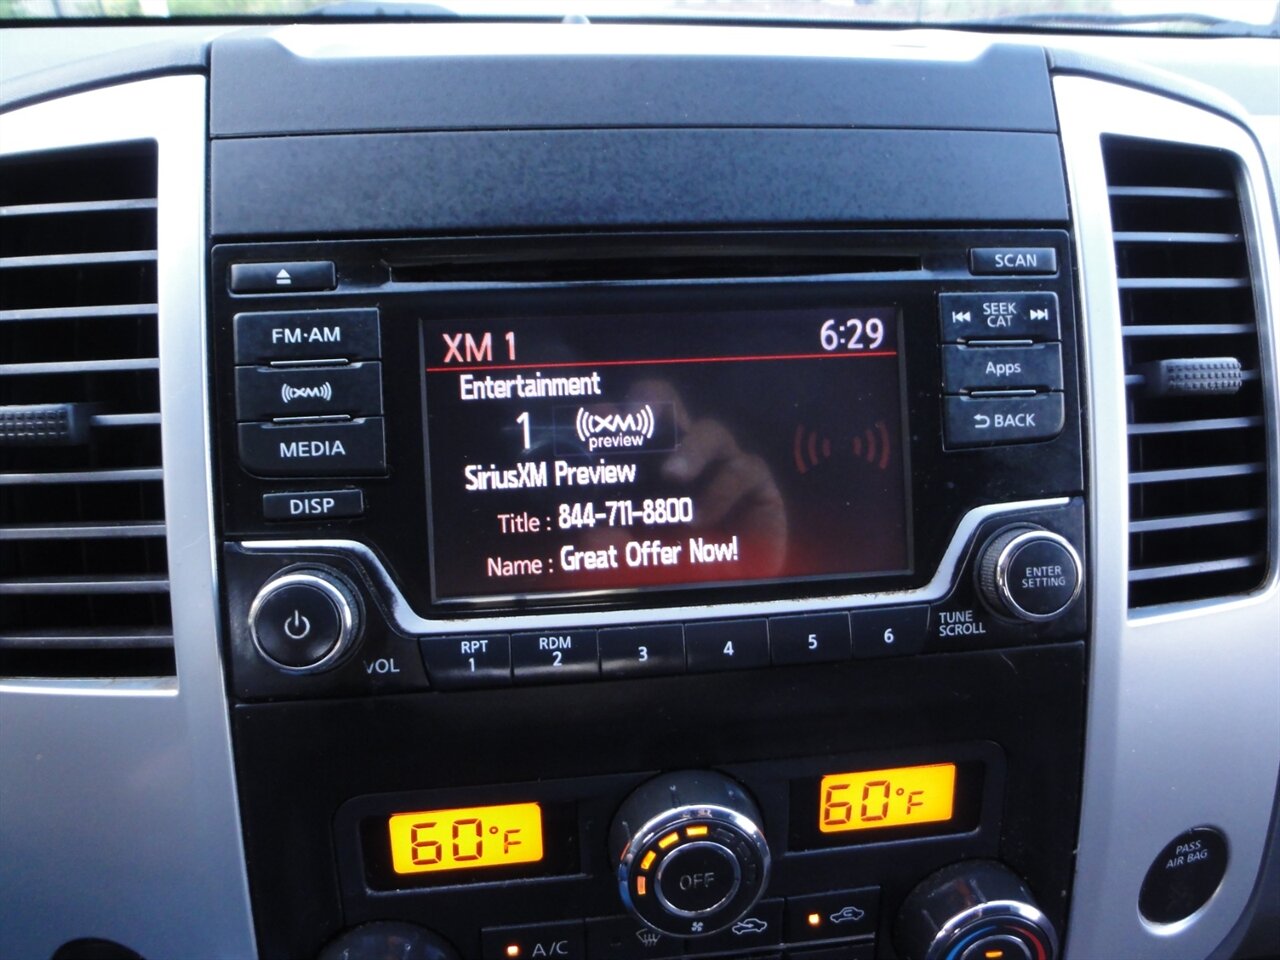 SCAN
FM·AM
XM
MEDIA
DISP
VOL
XM 1
6:29
Entertainment
1
XM
preview
SiriusXM Preview
Title : 844-711-8800
Name : Great Offer Now!
SEEK
CAT
Apps
BACK
ENTER
SETTING
TUNE
SCROLL
RPT
1
RDM
2
3
4
5
6
60°F
60°F
OFF
A/C
PASS
AIR BAG